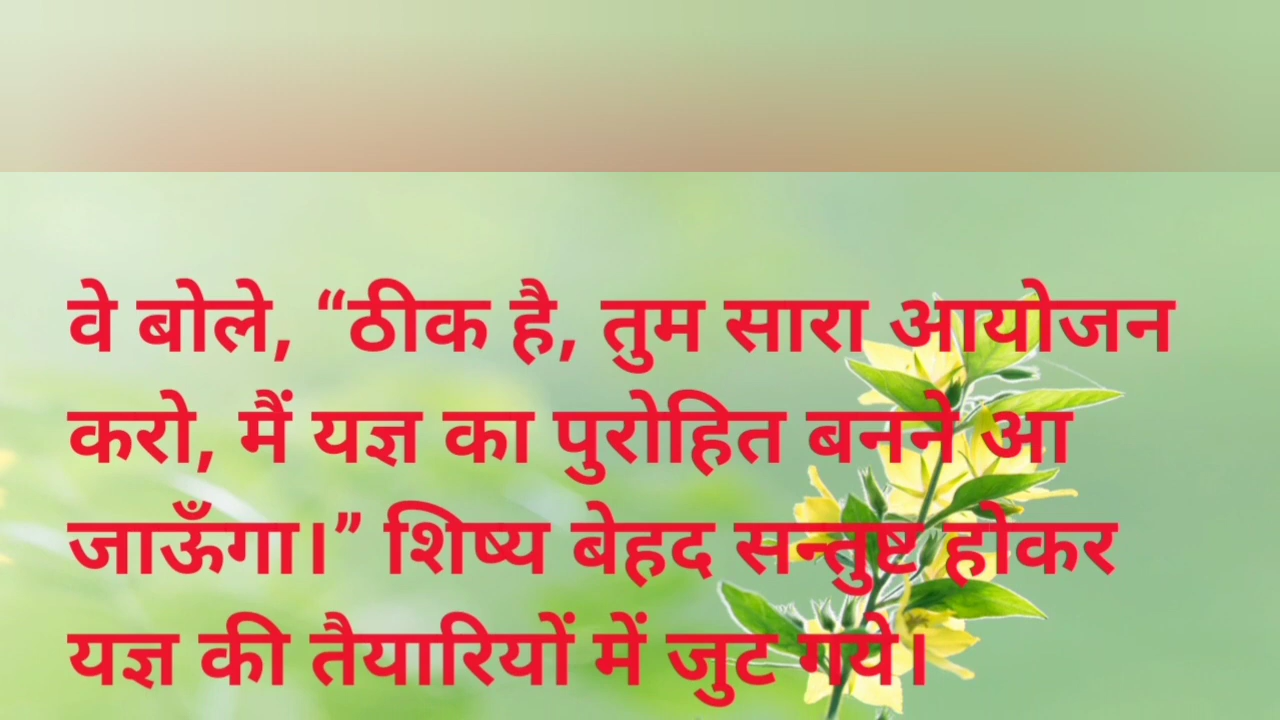 वे बोले, “ठीक है, तुम सारा आयोजन
करो, मैं यज्ञ का पुरोहित बनने आ
जाऊँगा।” शिष्य बेहद सन्तुष्ट होकर
यज्ञ की तैयारियों में जुट गये।